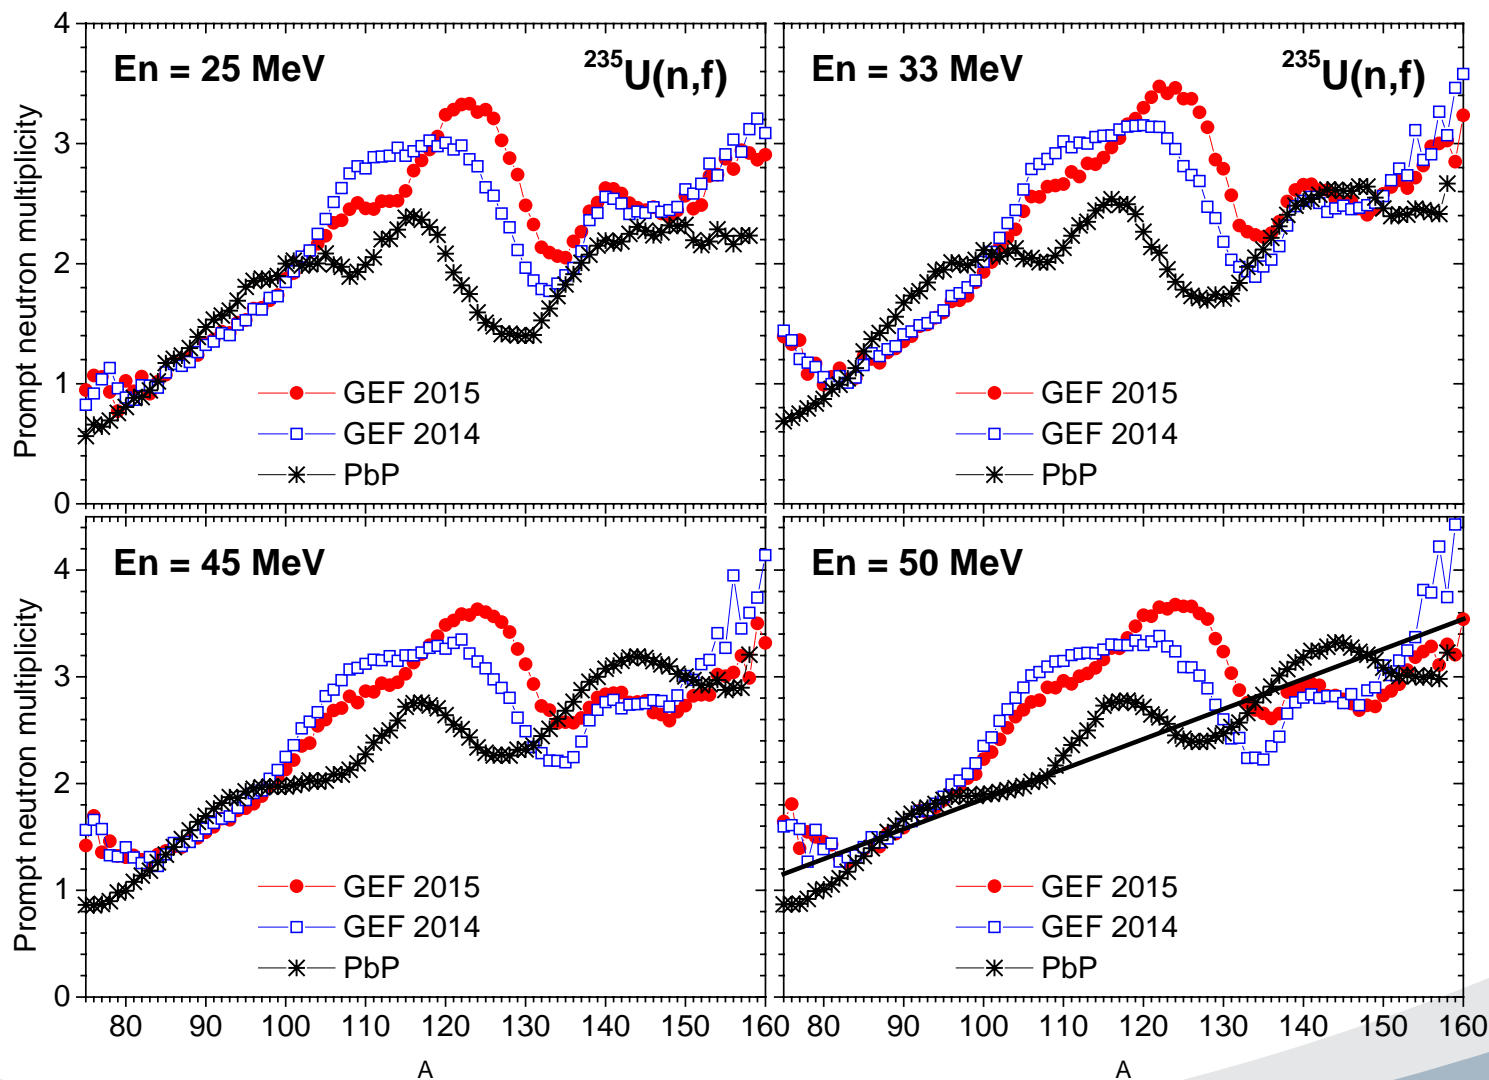 En = 25 MeV
²³⁵U(n,f)
GEF 2015
GEF 2014
PbP
Prompt neutron multiplicity
4
3
2
1
0
En = 33 MeV
²³⁵U(n,f)
GEF 2015
GEF 2014
PbP
En = 45 MeV
GEF 2015
GEF 2014
PbP
Prompt neutron multiplicity
4
3
2
1
0
80 90 100 110 120 130 140 150 160
A
En = 50 MeV
GEF 2015
GEF 2014
PbP
80 90 100 110 120 130 140 150 160
A